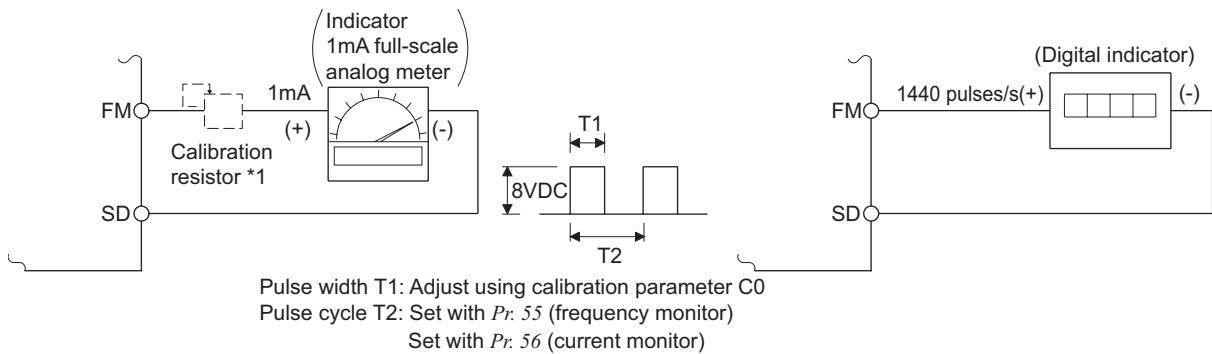 Indicator
1mA full-scale
analog meter
FM
1mA
(+)
(-)
Calibration
resistor *1
SD
T1
8VDC
T2
(Digital indicator)
FM
1440 pulses/s(+)
(-)
SD
Pulse width T1: Adjust using calibration parameter C0
Pulse cycle T2: Set with Pr. 55 (frequency monitor)
Set with Pr. 56 (current monitor)